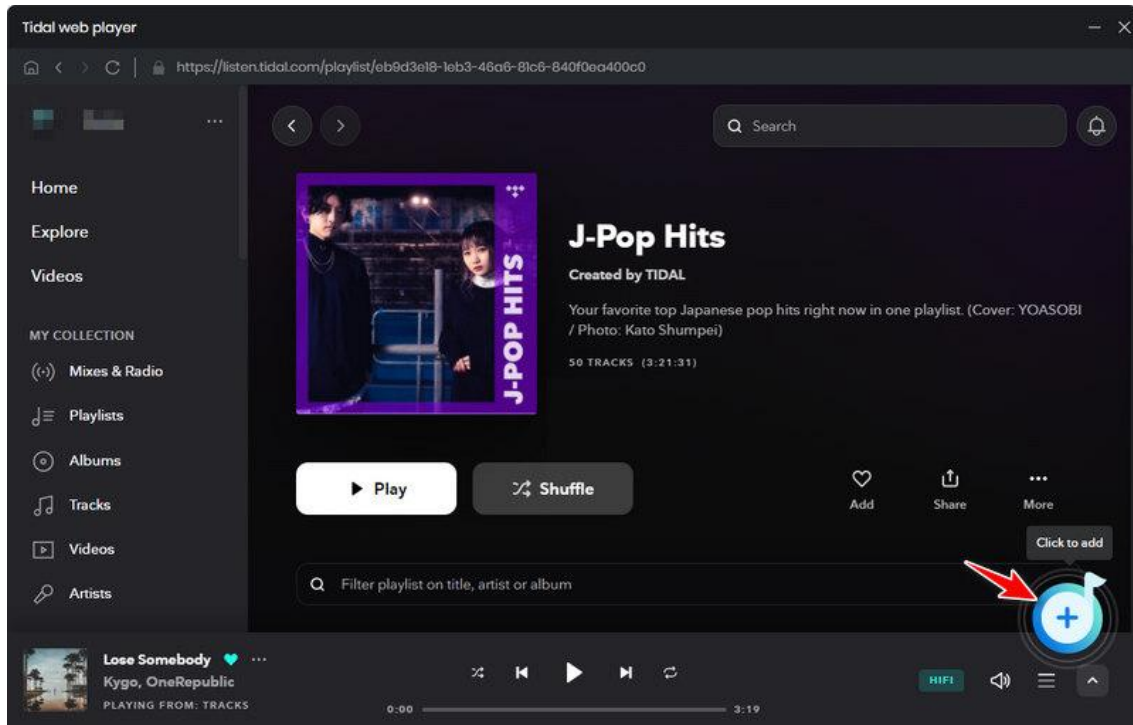 Tidal web player
https://listen.tidal.com/playlist/eb9d3e18-1eb3-46a6-81c6-840f0ea400c0
Search
Home
Explore
Videos
MY COLLECTION
Mixes & Radio
Playlists
Albums
Tracks
Videos
Artists
J-POP HITS
J-Pop Hits
Created by TIDAL
Your favorite top Japanese pop hits right now in one playlist. (Cover: YOASOBI
/ Photo: Kato Shumpei)
50 TRACKS (3:21:31)
Play
Shuffle
Add
Share
More
Click to add
Filter playlist on title, artist or album
Lose Somebody
Kygo, OneRepublic
PLAYING FROM: TRACKS
0:00
3:19
HIFI